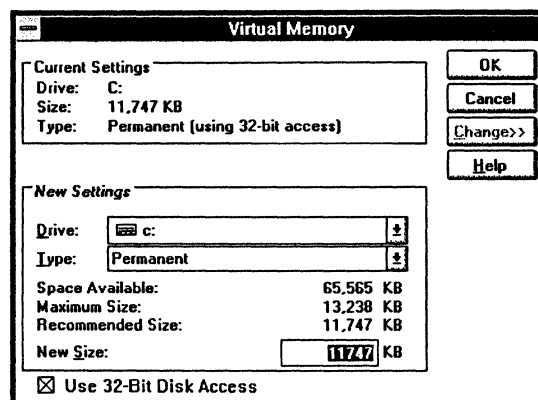 Virtual Memory
Current Settings
Drive: C:
Size: 11,747 KB
Type: Permanent (using 32-bit access)
OK
Cancel
Change>>
Help
New Settings
Drive: c:
Type: Permanent
Space Available: 65,565 KB
Maximum Size: 13,238 KB
Recommended Size: 11,747 KB
New Size: 11747 KB
Use 32-Bit Disk Access